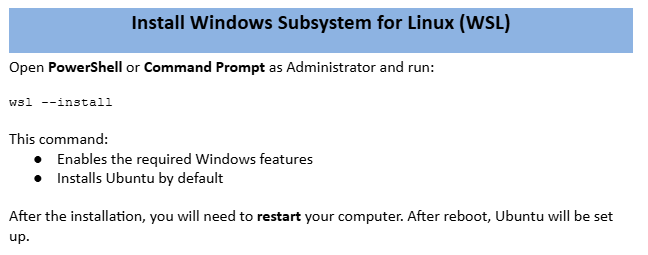 Install Windows Subsystem for Linux (WSL)
Open PowerShell or Command Prompt as Administrator and run:
wsl --install
This command:
● Enables the required Windows features
● Installs Ubuntu by default
After the installation, you will need to restart your computer. After reboot, Ubuntu will be set
up.